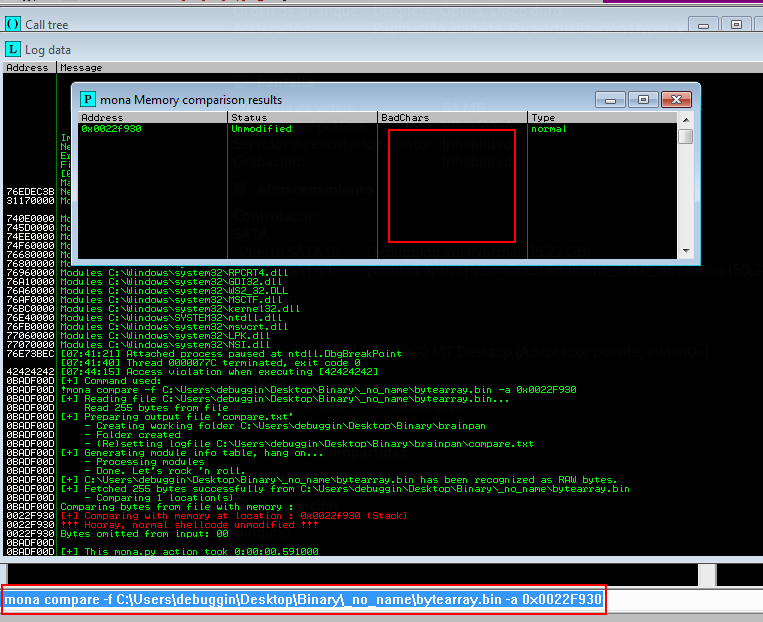 Call tree
Log data
Address Message
mona Memory comparison results
Address Status BadChars Type
0x0022f930 Unmodified normal
76EDEC3B
31170000
740E0000
745D0000
74EE0000
74F60000
76680000
76800000
76960000 Modules C:\Windows\system32\RPCRT4.dll
76A10000 Modules C:\Windows\system32\GDI32.dll
76A60000 Modules C:\Windows\system32\WS2_32.DLL
76AF0000 Modules C:\Windows\system32\MSCTF.dll
76BC0000 Modules C:\Windows\system32\kernel32.dll
76E40000 Modules C:\Windows\SYSTEM32\ntdll.dll
76FB0000 Modules C:\Windows\system32\msvcrt.dll
77060000 Modules C:\Windows\system32\LPK.dll
77070000 Modules C:\Windows\system32\NSI.dll
76E73BEC [07:41:21] Attached process paused at ntdll.DbgBreakPoint
[07:41:40] Thread 0000077C terminated, exit code 0
42424242 [07:44:15] Access violation when executing [42424242]
0BADF00D [+] Command used:
0BADF00D !mona compare -f C:\Users\debuggin\Desktop\Binary\_no_name\bytearray.bin -a 0x0022F930
0BADF00D [+] Reading file C:\Users\debuggin\Desktop\Binary\_no_name\bytearray.bin...
0BADF00D Read 255 bytes from file
0BADF00D [+] Preparing output file 'compare.txt'
0BADF00D - Creating working folder C:\Users\debuggin\Desktop\Binary\brainpan
0BADF00D - Folder created
0BADF00D - (Re)setting logfile C:\Users\debuggin\Desktop\Binary\brainpan\compare.txt
0BADF00D [+] Generating module info table, hang on...
0BADF00D - Processing modules
0BADF00D - Done. Let's rock 'n roll.
0BADF00D [+] C:\Users\debuggin\Desktop\Binary\_no_name\bytearray.bin has been recognized as RAW bytes.
0BADF00D [+] Fetched 255 bytes successfully from C:\Users\debuggin\Desktop\Binary\_no_name\bytearray.bin
0BADF00D - Comparing 1 location(s)
0BADF00D Comparing bytes from file with memory :
0022F930 [+] Comparing with memory at location : 0x0022f930 (Stack)
0022F930 !!! Hooray, normal shellcode unmodified !!!
0022F930 Bytes omitted from input: 00
0BADF00D
0BADF00D [+] This mona.py action took 0:00:00.591000
mona compare -f C:\Users\debuggin\Desktop\Binary\_no_name\bytearray.bin -a 0x0022F930